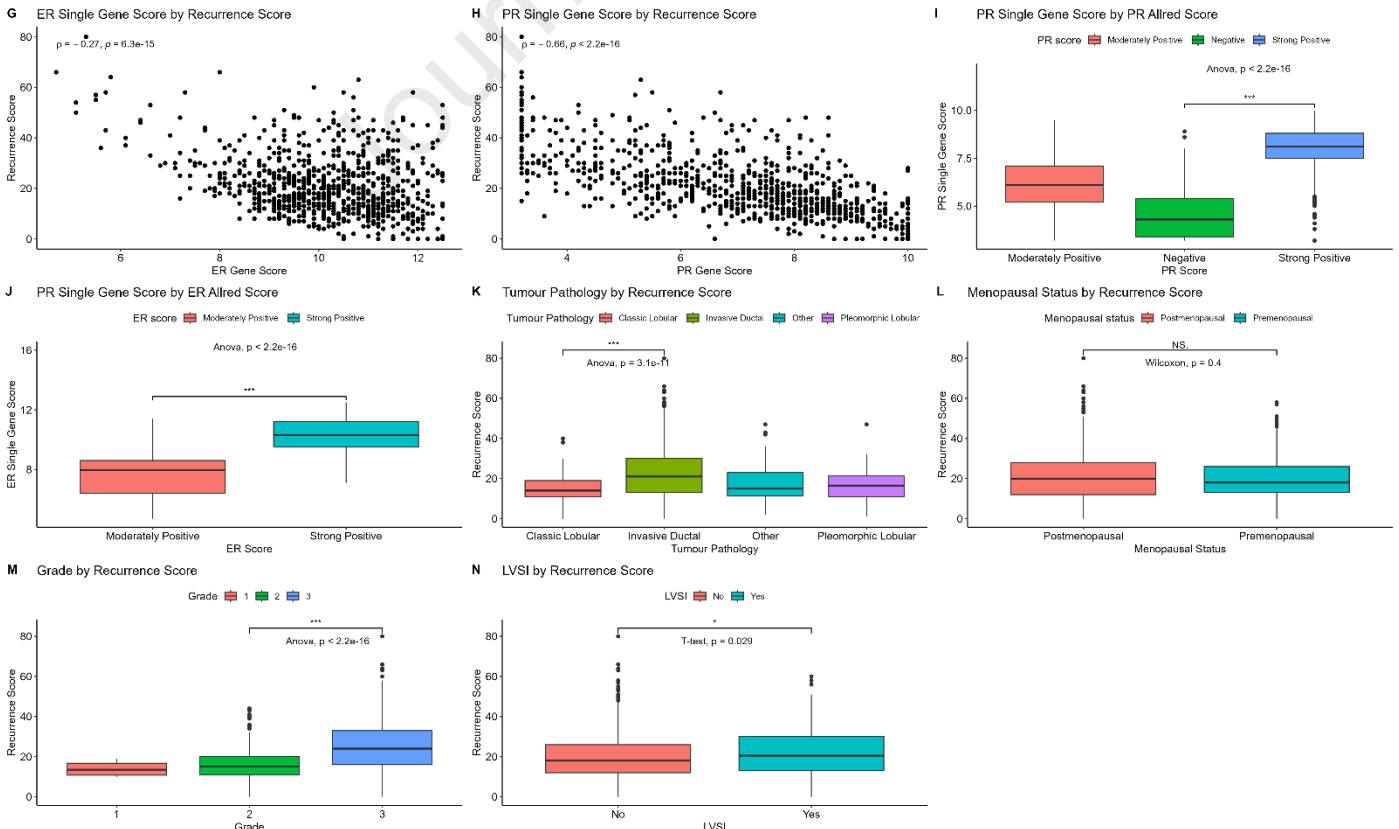 G ER Single Gene Score by Recurrence Score
ρ = − 0.27, p = 6.3e-15
80
60
40
20
0
Recurrence Score
6 8 10 12
ER Gene Score
H PR Single Gene Score by Recurrence Score
ρ = − 0.66, p < 2.2e-16
80
60
40
20
0
Recurrence Score
4 6 8 10
PR Gene Score
I PR Single Gene Score by PR Allred Score
PR score Moderately Positive Negative Strong Positive
Anova, p < 2.2e-16
***
10.0
7.5
5.0
PR Single Gene Score
Moderately Positive Negative Strong Positive
PR Score
J PR Single Gene Score by ER Allred Score
ER score Moderately Positive Strong Positive
Anova, p < 2.2e-16
***
16
12
8
ER Single Gene Score
Moderately Positive Strong Positive
ER Score
K Tumour Pathology by Recurrence Score
Tumour Pathology Classic Lobular Invasive Ductal Other Pleomorphic Lobular
***
Anova, p = 3.1e-11
80
60
40
20
0
Recurrence Score
Classic Lobular Invasive Ductal Other Pleomorphic Lobular
Tumour Pathology
L Menopausal Status by Recurrence Score
Menopausal status Postmenopausal Premenopausal
NS.
Wilcoxon, p = 0.4
80
60
40
20
0
Recurrence Score
Postmenopausal Premenopausal
Menopausal Status
M Grade by Recurrence Score
Grade 1 2 3
***
Anova, p < 2.2e-16
80
60
40
20
0
Recurrence Score
1 2 3
Grade
N LVSI by Recurrence Score
LVSI No Yes
*
T-test, p = 0.029
80
60
40
20
0
Recurrence Score
No Yes
LVSI